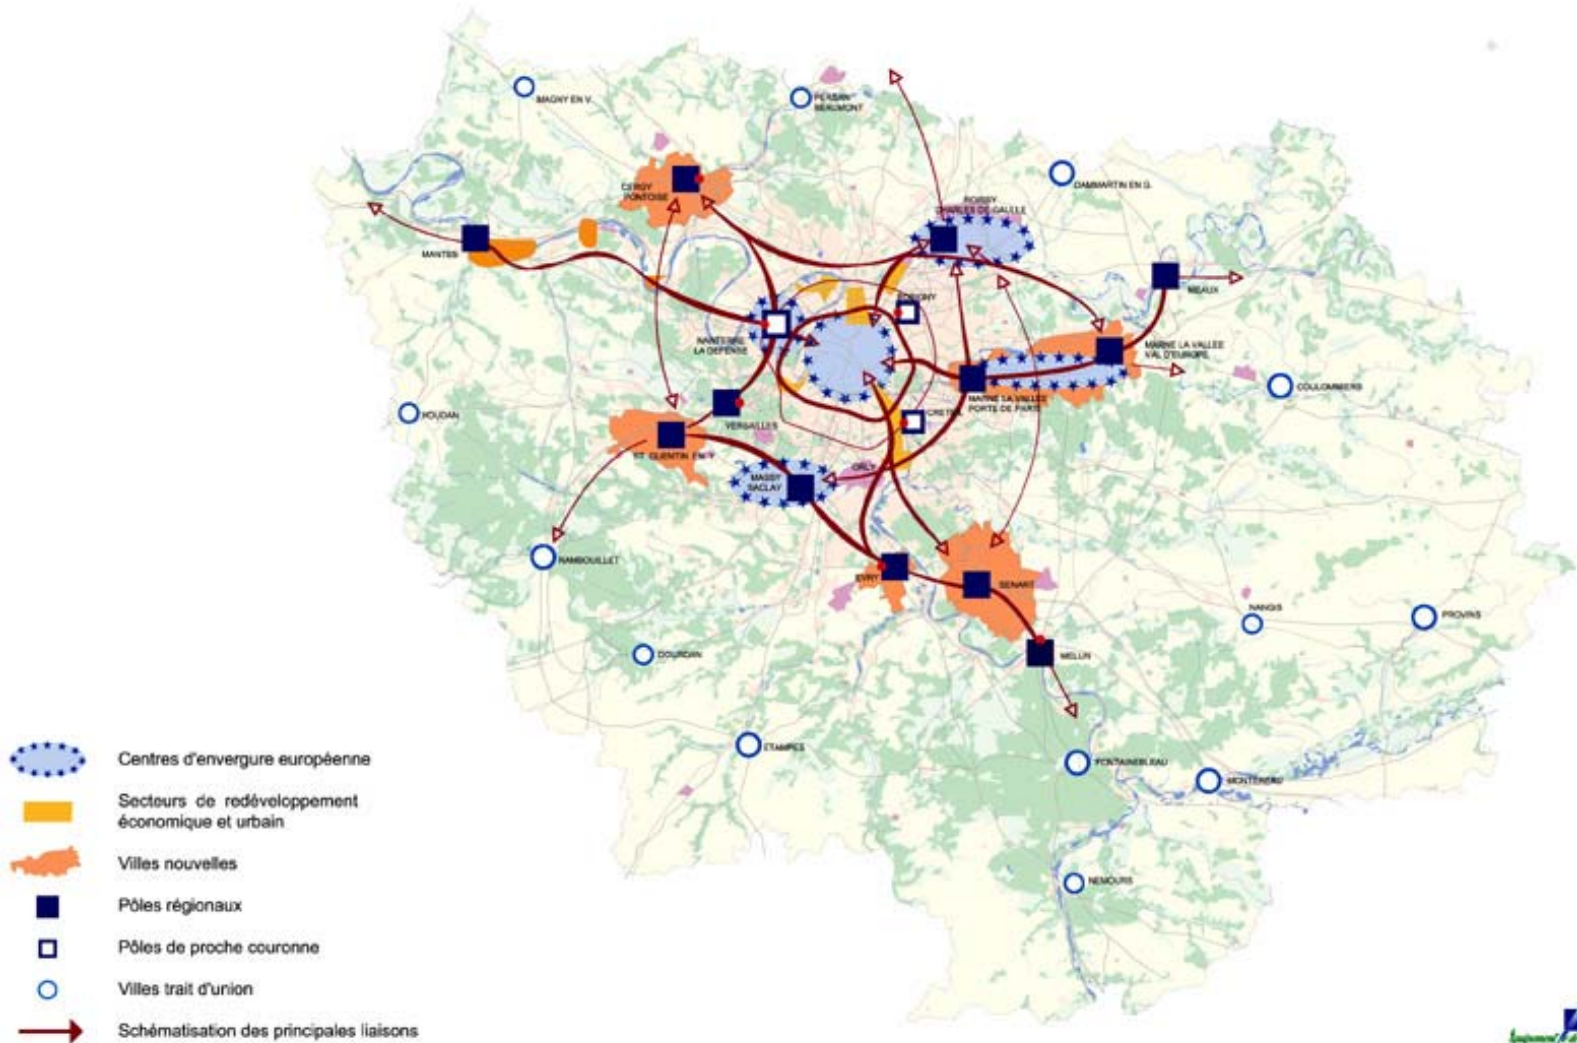 MAGNY EN V.
PERSAN
BEAUMONT
CERGY
PONTOISE
DAMMARTIN EN G.
ROISSY
CHARLES DE GAULLE
MANTES
MEAUX
BOBIGNY
NANTERRE
LA DEFENSE
MARNE LA VALLEE
VAL D'EUROPE
MARNE LA VALLEE
PORTE DE PARIS
COULOMMIERS
HOUDAN
VERSAILLES
CRETEIL
ST QUENTIN EN Y.
ORLY
MASSY
SACLAY
RAMBOUILLET
EVRY
SENART
NANGIS
PROVINS
DOURDAN
MELUN
ETAMPES
FONTAINEBLEAU
MONTEREAU
NEMOURS
Centres d'envergure européenne
Secteurs de redéveloppement
économique et urbain
Villes nouvelles
Pôles régionaux
Pôles de proche couronne
Villes trait d'union
Schématisation des principales liaisons